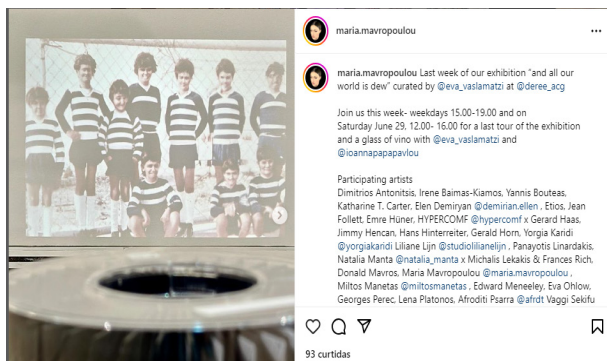 maria.mavropoulou
maria.mavropoulou Last week of our exhibition "and all our
world is dew" curated by @eva_vaslamatzi at @deree_acg
Join us this week- weekdays 15.00-19.00 and on
Saturday June 29, 12.00- 16.00 for a last tour of the exhibition
and a glass of vino with @eva_vaslamatzi and
@ioannapapapavlou
Participating artists
Dimitrios Antonitsis, Irene Baimas-Kiamos, Yannis Bouteas,
Katharine T. Carter, Elen Demiryan @demirian.ellen , Etios, Jean
Follett, Emre Hüner, HYPERCOMF @hypercomf x Gerard Haas,
Jimmy Hencan, Hans Hinterreiter, Gerald Horn, Yorgia Karidi
@yorgiakaridi Liliane Lijn @studiolilianelijn , Panayotis Linardakis,
Natalia Manta @natalia_manta x Michalis Lekakis & Frances Rich,
Donald Mavros, Maria Mavropoulou @maria.mavropoulou ,
Miltos Manetas @miltosmanetas , Edward Meneeley, Eva Ohlow,
Georges Perec, Lena Platonos, Afroditi Psarra @afrdt Vaggi Sekifu
93 curtidas